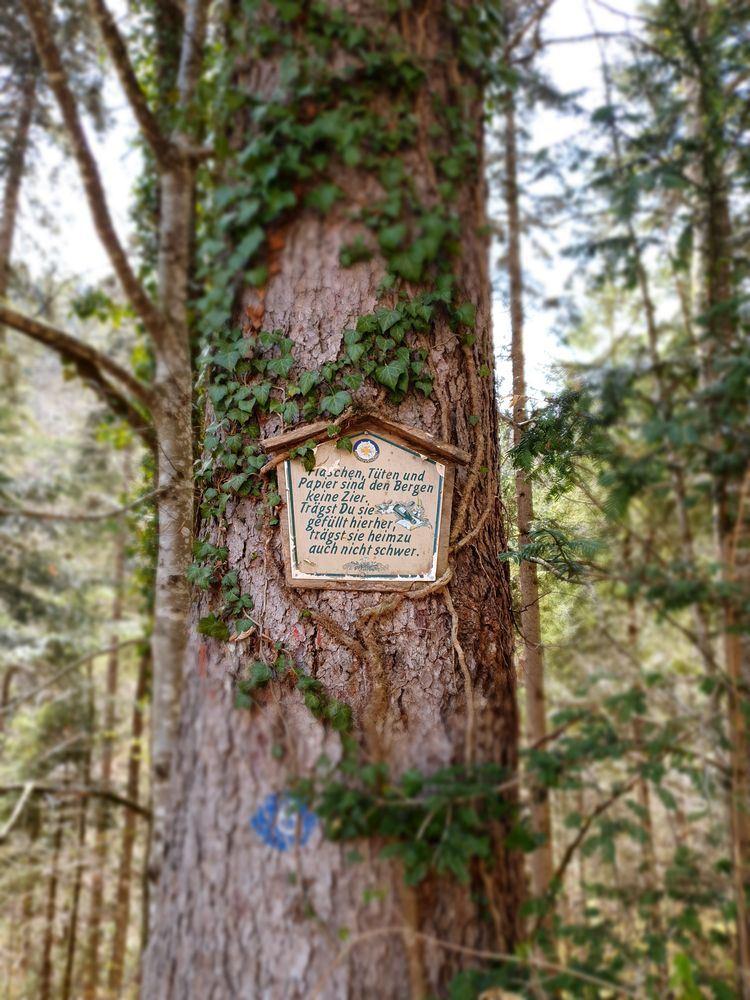 Flaschen, Tüten und
Papier sind den Bergen
keine Zier.
Trägst Du sie
gefüllt hierher,
trägst sie heimzu
auch nicht schwer.